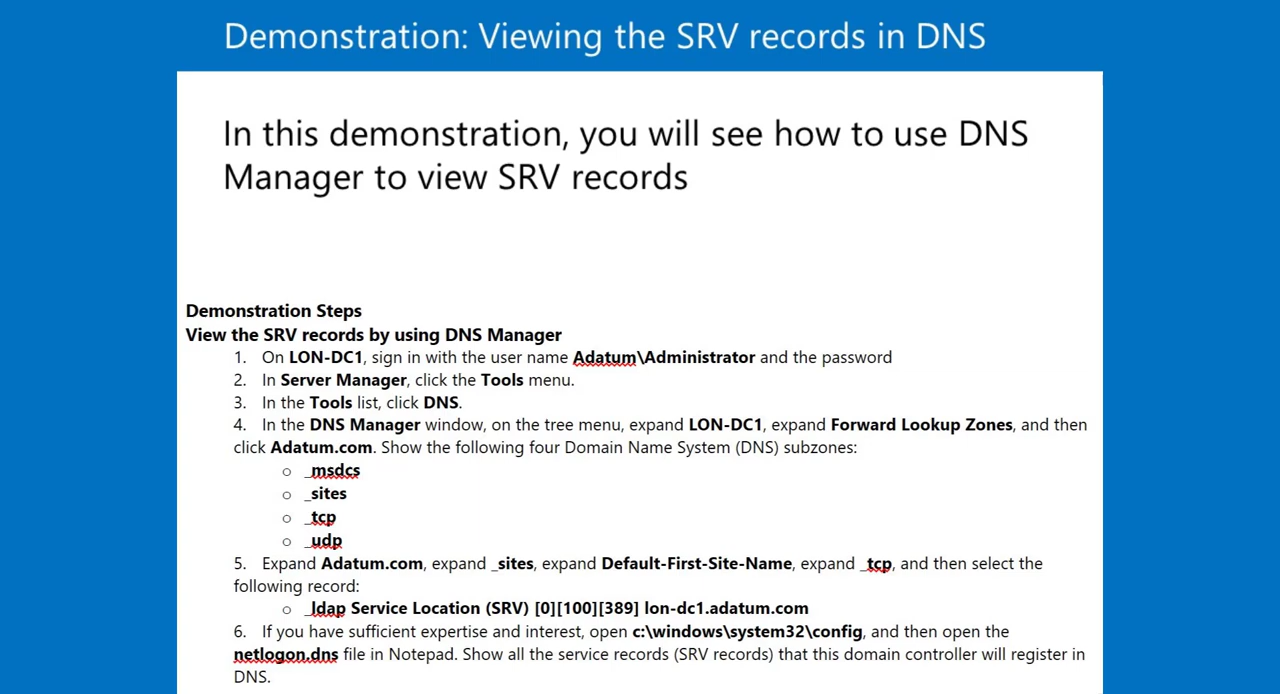 Demonstration: Viewing the SRV records in DNS
In this demonstration, you will see how to use DNS
Manager to view SRV records
Demonstration Steps
View the SRV records by using DNS Manager
1. On LON-DC1, sign in with the user name Adatum\Administrator and the password
2. In Server Manager, click the Tools menu.
3. In the Tools list, click DNS.
4. In the DNS Manager window, on the tree menu, expand LON-DC1, expand Forward Lookup Zones, and then
click Adatum.com. Show the following four Domain Name System (DNS) subzones:
o _msdcs
o _sites
o _tcp
o _udp
5. Expand Adatum.com, expand _sites, expand Default-First-Site-Name, expand _tcp, and then select the
following record:
o _ldap Service Location (SRV) [0][100][389] lon-dc1.adatum.com
6. If you have sufficient expertise and interest, open c:\windows\system32\config, and then open the
netlogon.dns file in Notepad. Show all the service records (SRV records) that this domain controller will register in
DNS.